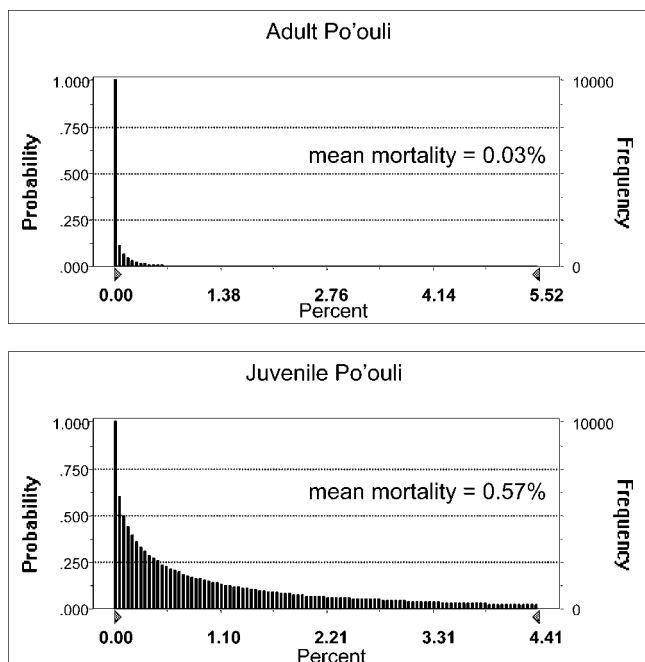 Adult Po'ouli
Probability
1.000
.750
.500
.250
.000
mean mortality = 0.03%
10000
0
Frequency
0.00 1.38 2.76 4.14 5.52
Percent
Juvenile Po'ouli
Probability
1.000
.750
.500
.250
.000
mean mortality = 0.57%
10000
0
Frequency
0.00 1.10 2.21 3.31 4.41
Percent